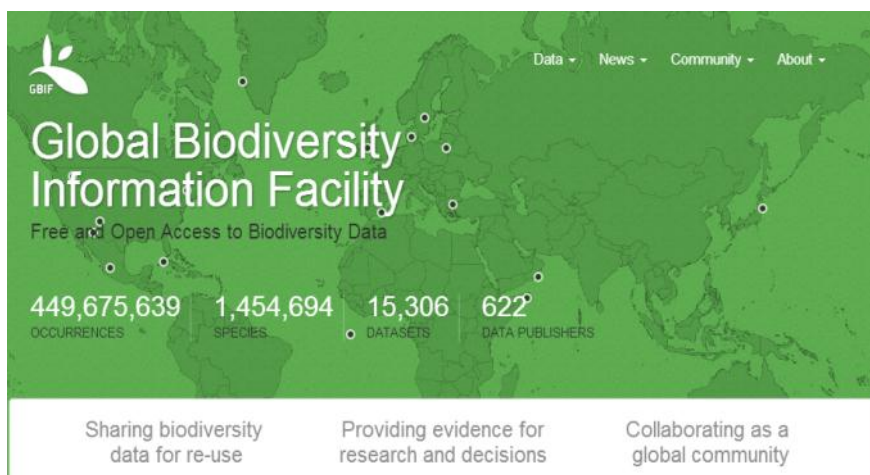 GBIF
Data News Community About
Global Biodiversity
Information Facility
Free and Open Access to Biodiversity Data
449,675,639 1,454,694 15,306 622
OCCURRENCES SPECIES DATASETS DATA PUBLISHERS
Sharing biodiversity
data for re-use
Providing evidence for
research and decisions
Collaborating as a
global community